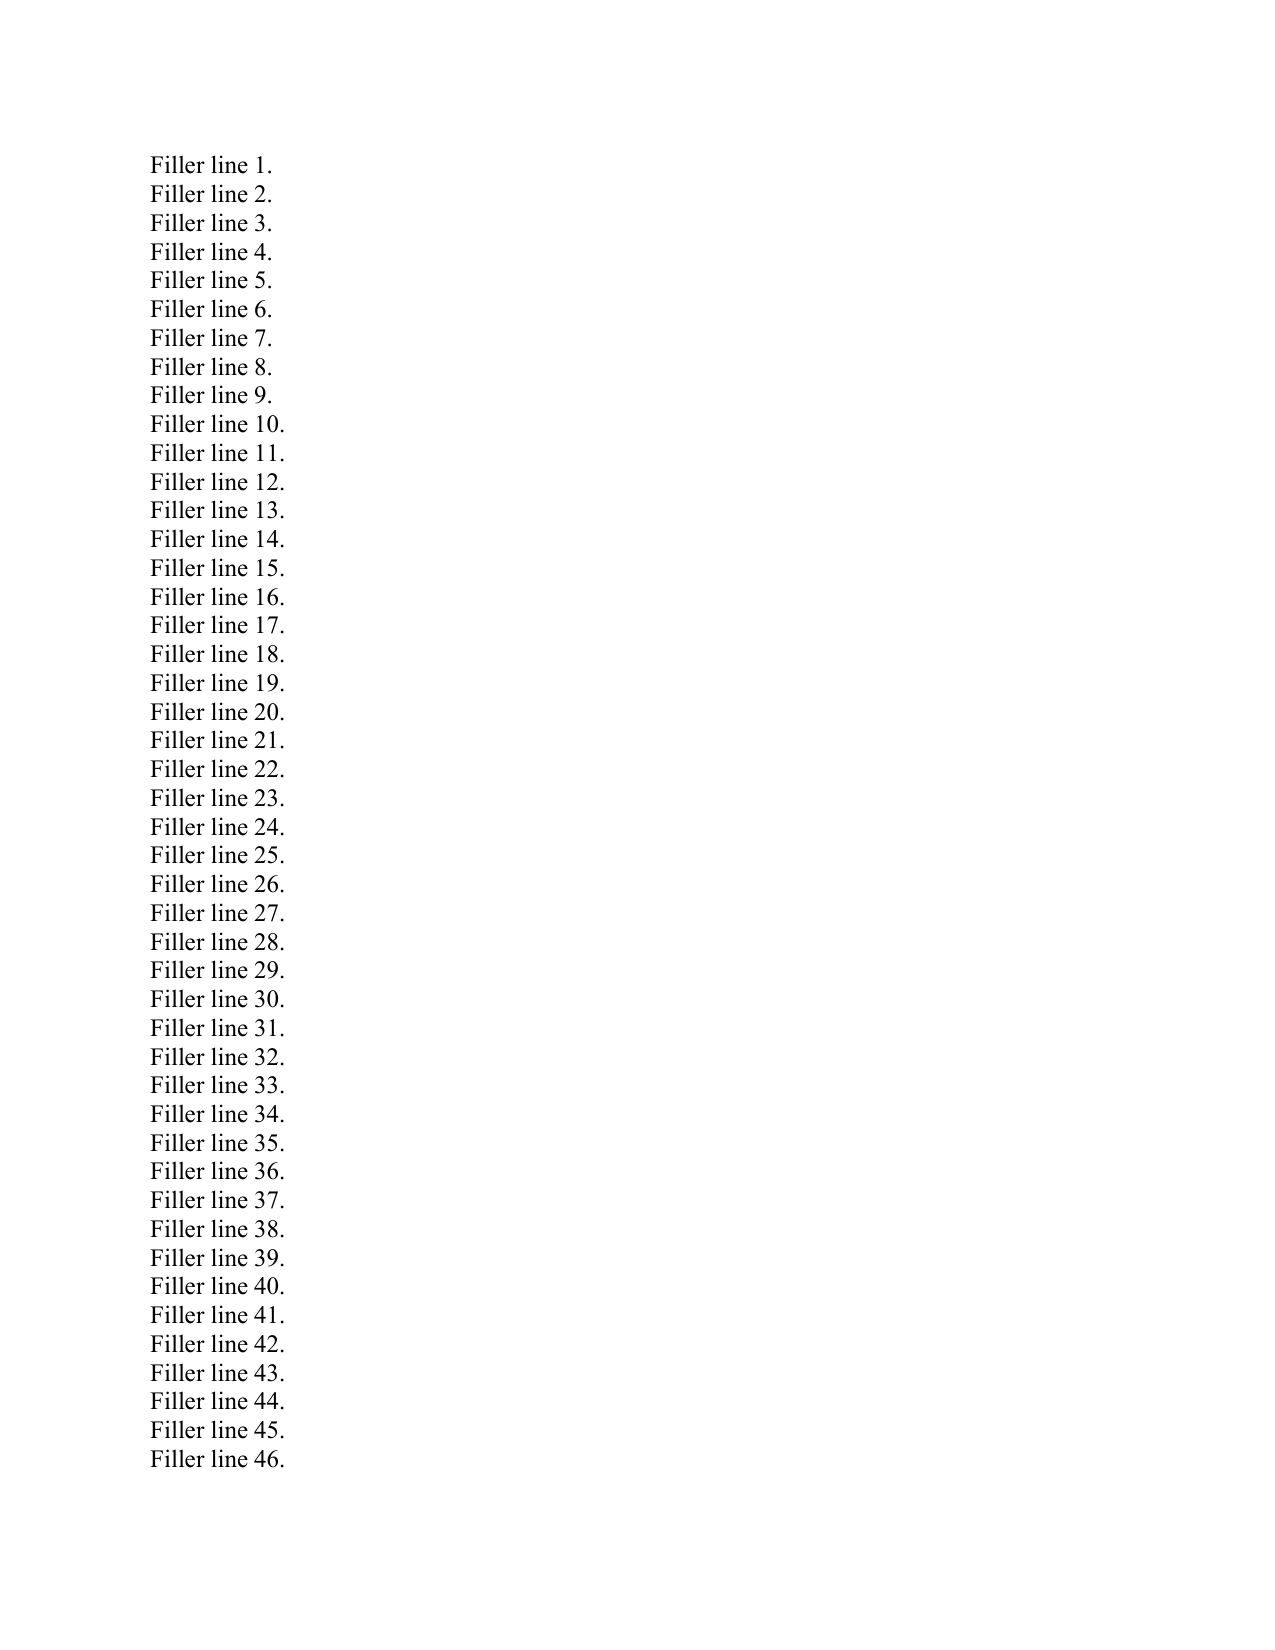 Filler line 1.
Filler line 2.
Filler line 3.
Filler line 4.
Filler line 5.
Filler line 6.
Filler line 7.
Filler line 8.
Filler line 9.
Filler line 10.
Filler line 11.
Filler line 12.
Filler line 13.
Filler line 14.
Filler line 15.
Filler line 16.
Filler line 17.
Filler line 18.
Filler line 19.
Filler line 20.
Filler line 21.
Filler line 22.
Filler line 23.
Filler line 24.
Filler line 25.
Filler line 26.
Filler line 27.
Filler line 28.
Filler line 29.
Filler line 30.
Filler line 31.
Filler line 32.
Filler line 33.
Filler line 34.
Filler line 35.
Filler line 36.
Filler line 37.
Filler line 38.
Filler line 39.
Filler line 40.
Filler line 41.
Filler line 42.
Filler line 43.
Filler line 44.
Filler line 45.
Filler line 46.